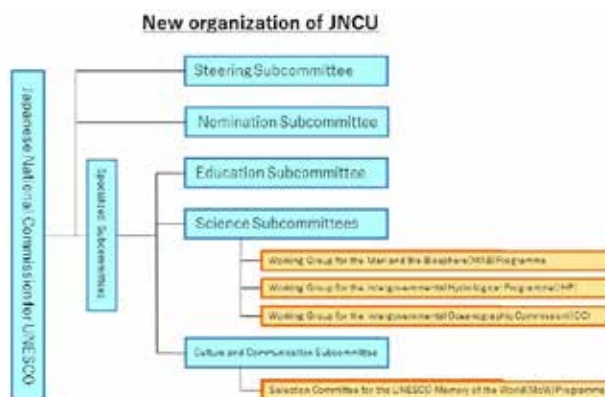 New organization of JNCU
Japanese National Commission for UNESCO
Steering Subcommittee
Nomination Subcommittee
Specialized Subcommittees
Education Subcommittee
Science Subcommittees
Working Group for the Man and the Biosphere(MAB)Programme
Working Group for the Intergovernmental Hydrological Programme(IHP)
Working Group for the Intergovernmental Oceanographic Commission(IOC)
Culture and Communication Subcommittee
Selection Committee for the UNESCO Memory of the World(MoW) Programme